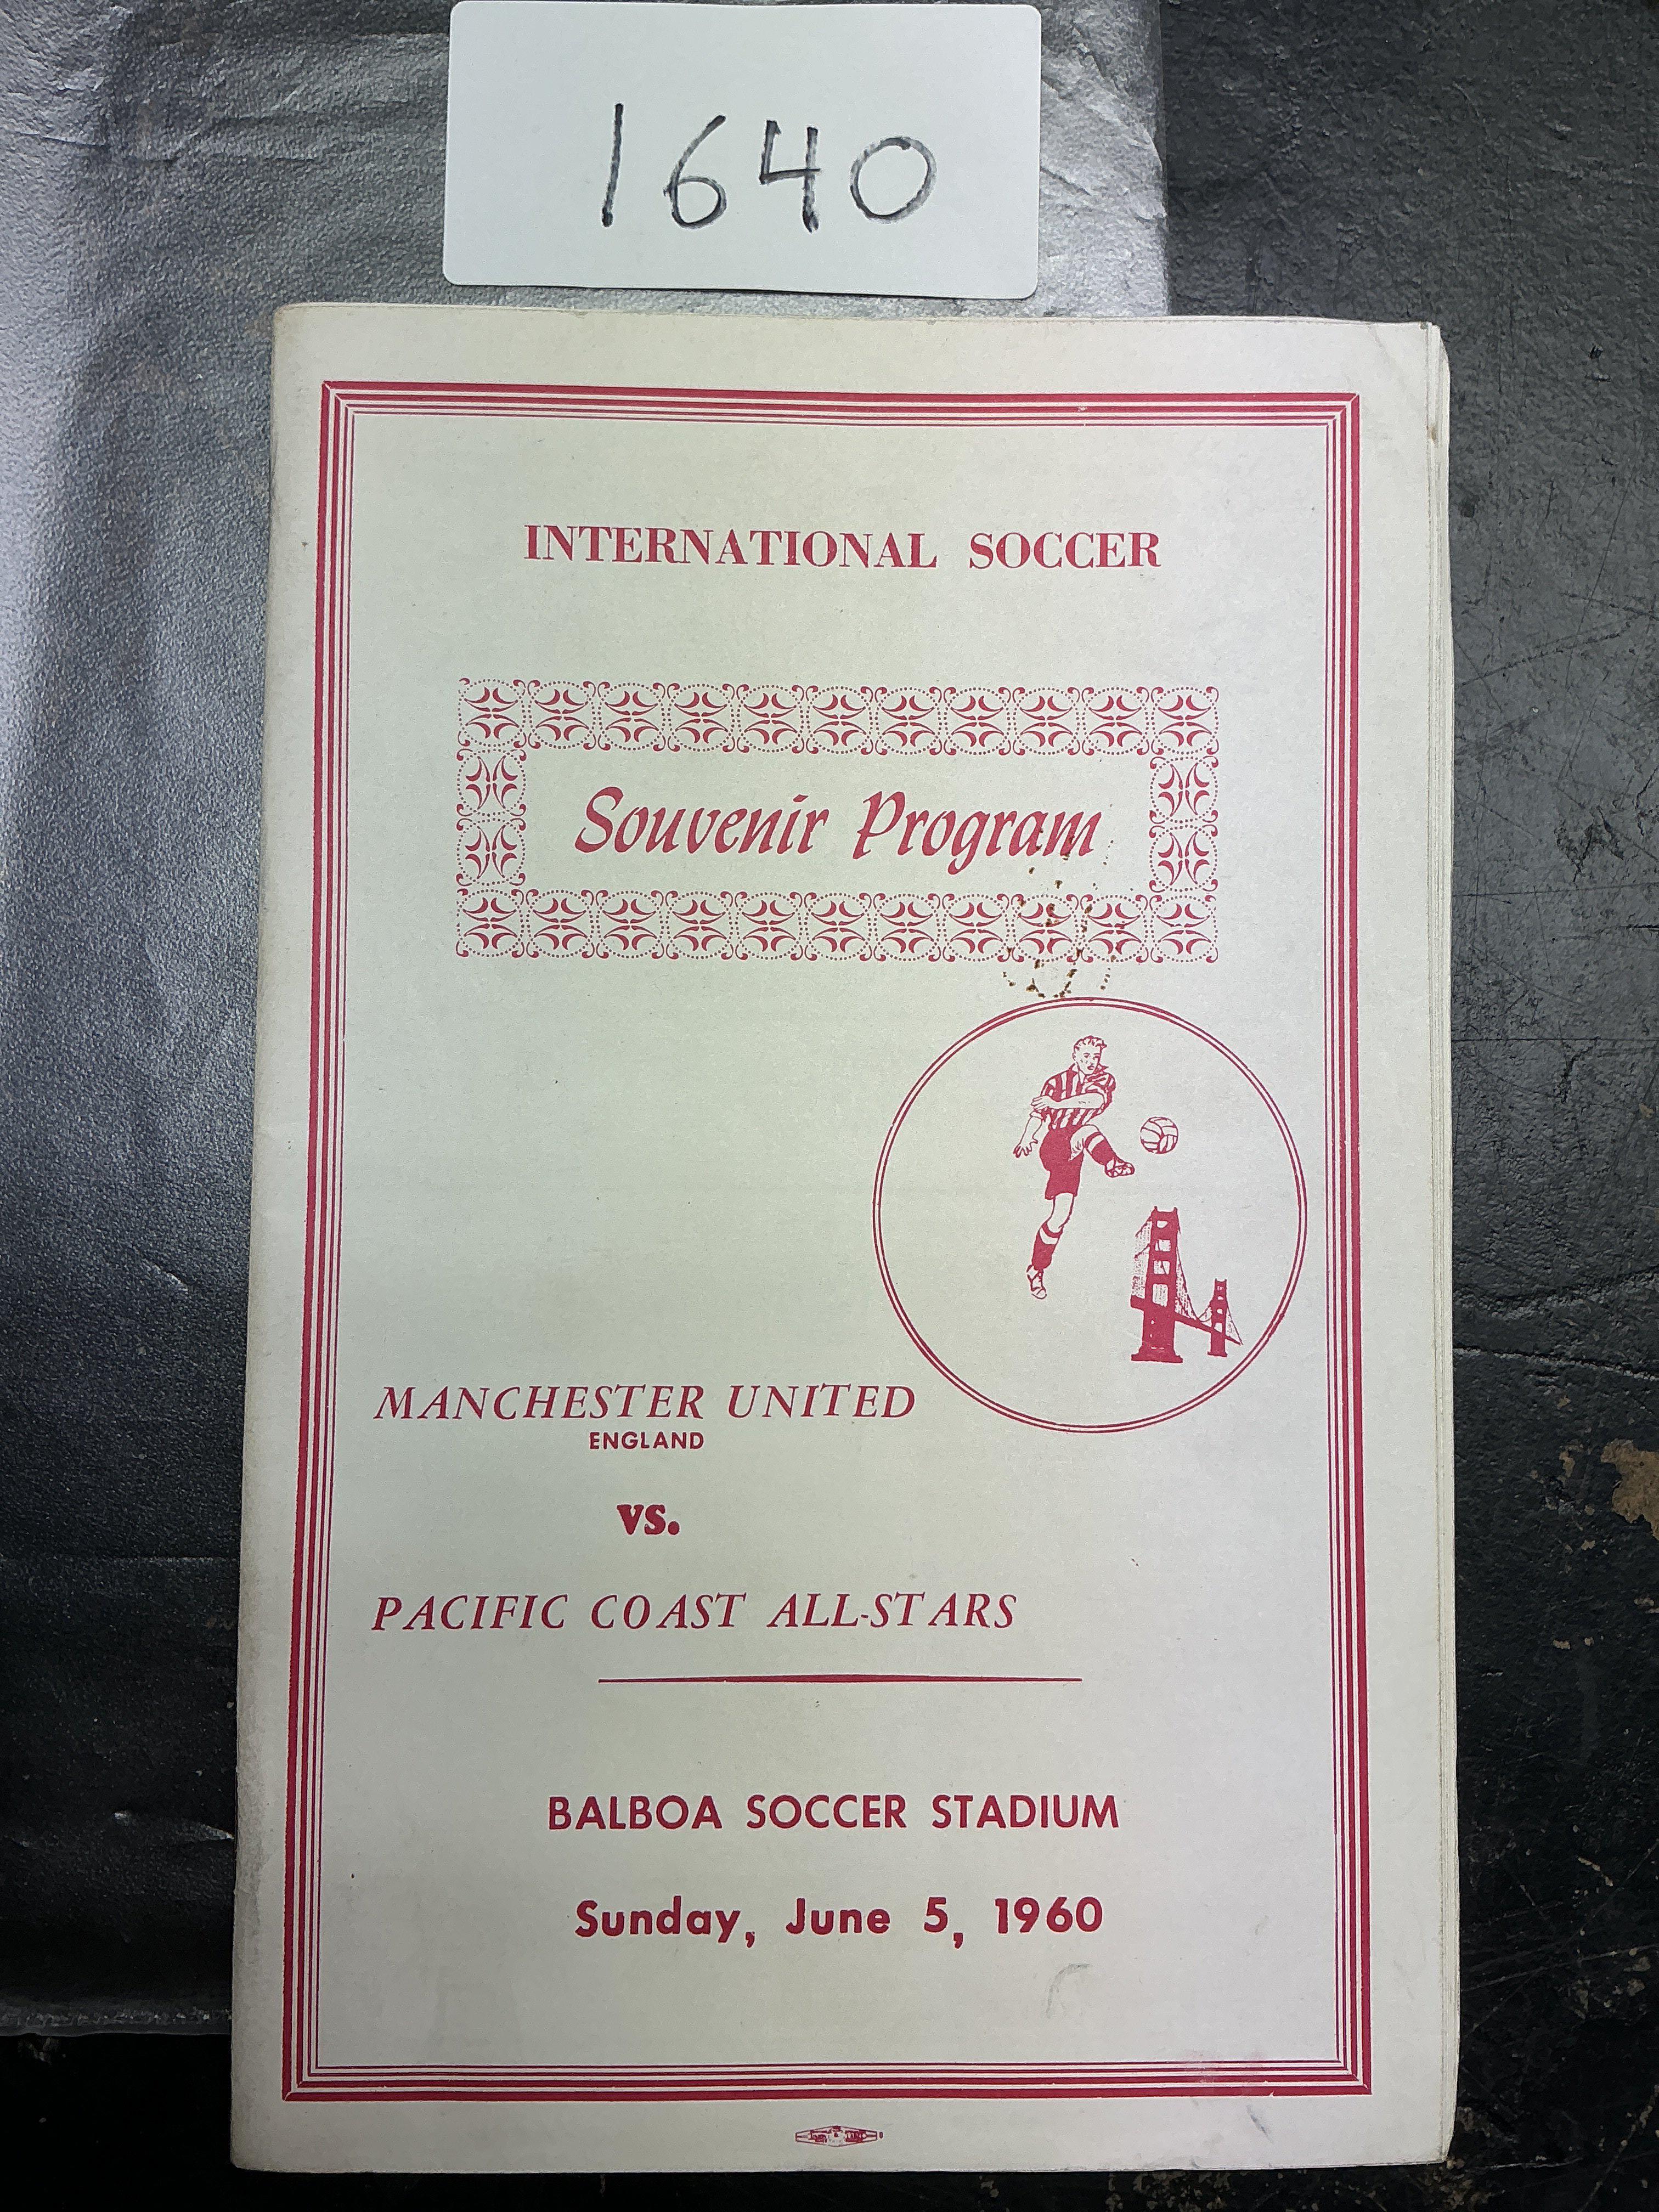 1640
INTERNATIONAL SOCCER
Souvenir Program
MANCHESTER UNITED
ENGLAND
vs.
PACIFIC COAST ALL-STARS
BALBOA SOCCER STADIUM
Sunday, June 5, 1960